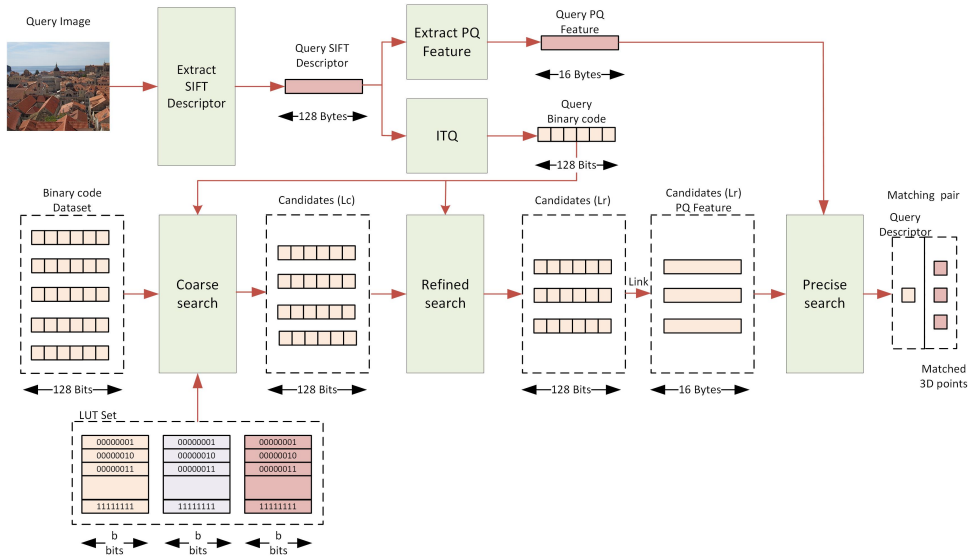 Query Image
Extract
SIFT
Descriptor
Query SIFT
Descriptor
128 Bytes
Extract PQ
Feature
Query PQ
Feature
16 Bytes
ITQ
Query
Binary code
128 Bits
Binary code
Dataset
128 Bits
Coarse
search
Candidates (Lc)
Refined
search
Candidates (Lr)
128 Bits
Link
Candidates (Lr)
PQ Feature
16 Bytes
Precise
search
Matching pair
Query
Descriptor
Matched
3D points
LUT Set
00000001
00000010
00000011
11111111
b
bits
00000001
00000010
00000011
11111111
b
bits
00000001
00000010
00000011
11111111
b
bits